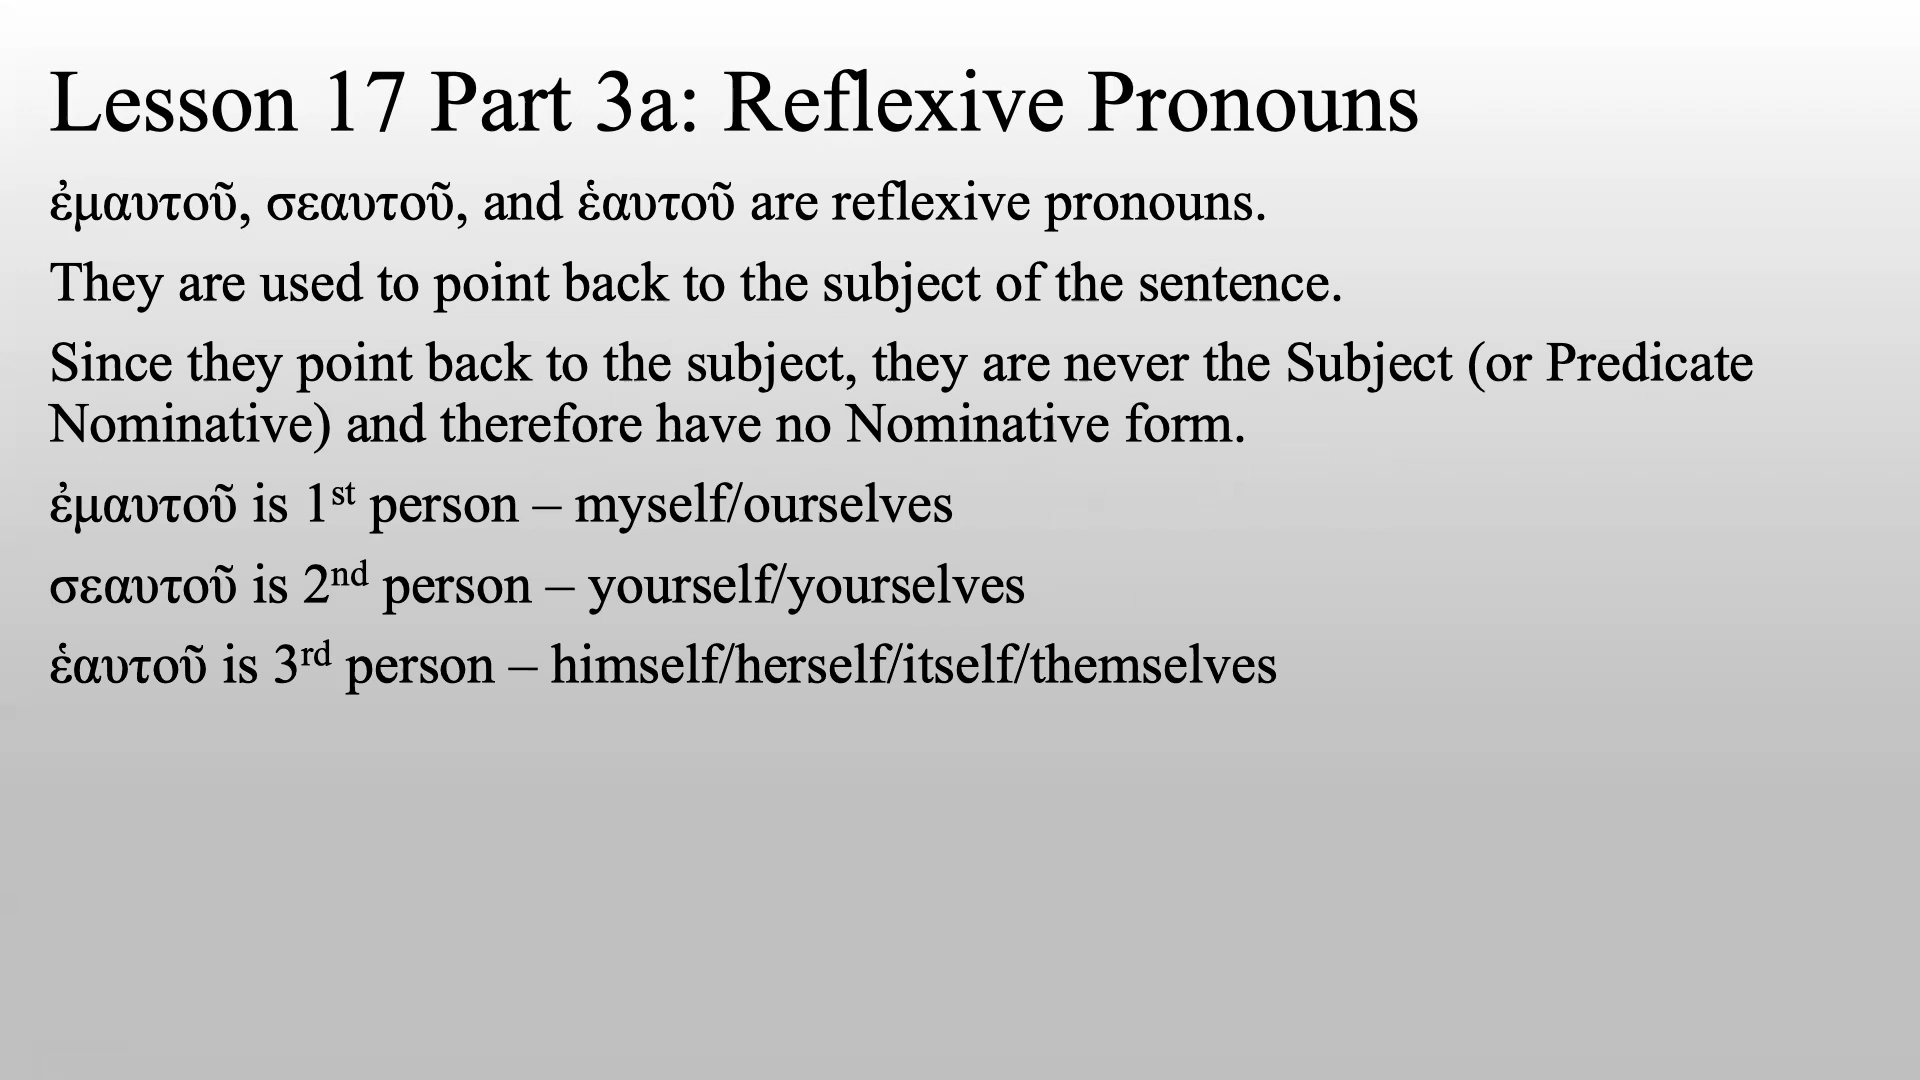 Lesson 17 Part 3a: Reflexive Pronouns
ἐμαυτοῦ, σεαυτοῦ, and ἑαυτοῦ are reflexive pronouns.
They are used to point back to the subject of the sentence.
Since they point back to the subject, they are never the Subject (or Predicate
Nominative) and therefore have no Nominative form.
ἐμαυτοῦ is 1st person – myself/ourselves
σεαυτοῦ is 2nd person – yourself/yourselves
ἑαυτοῦ is 3rd person – himself/herself/itself/themselves